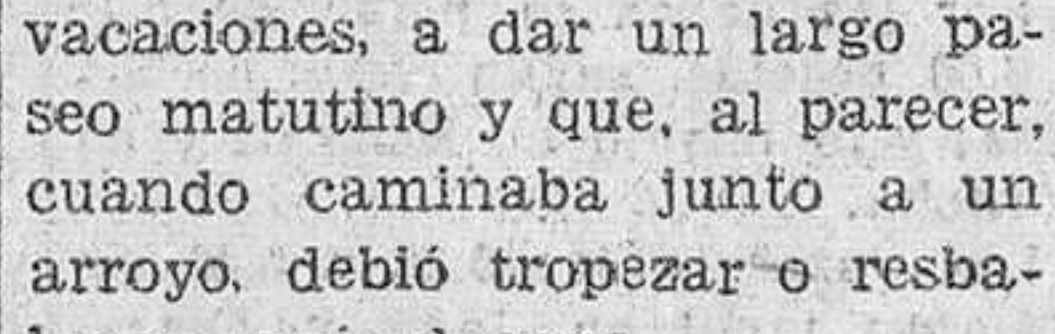 vacaciones, a dar un largo pa-
seo matutino y que, al parecer,
cuando caminaba junto a un
arroyo, debió tropezar o resba-